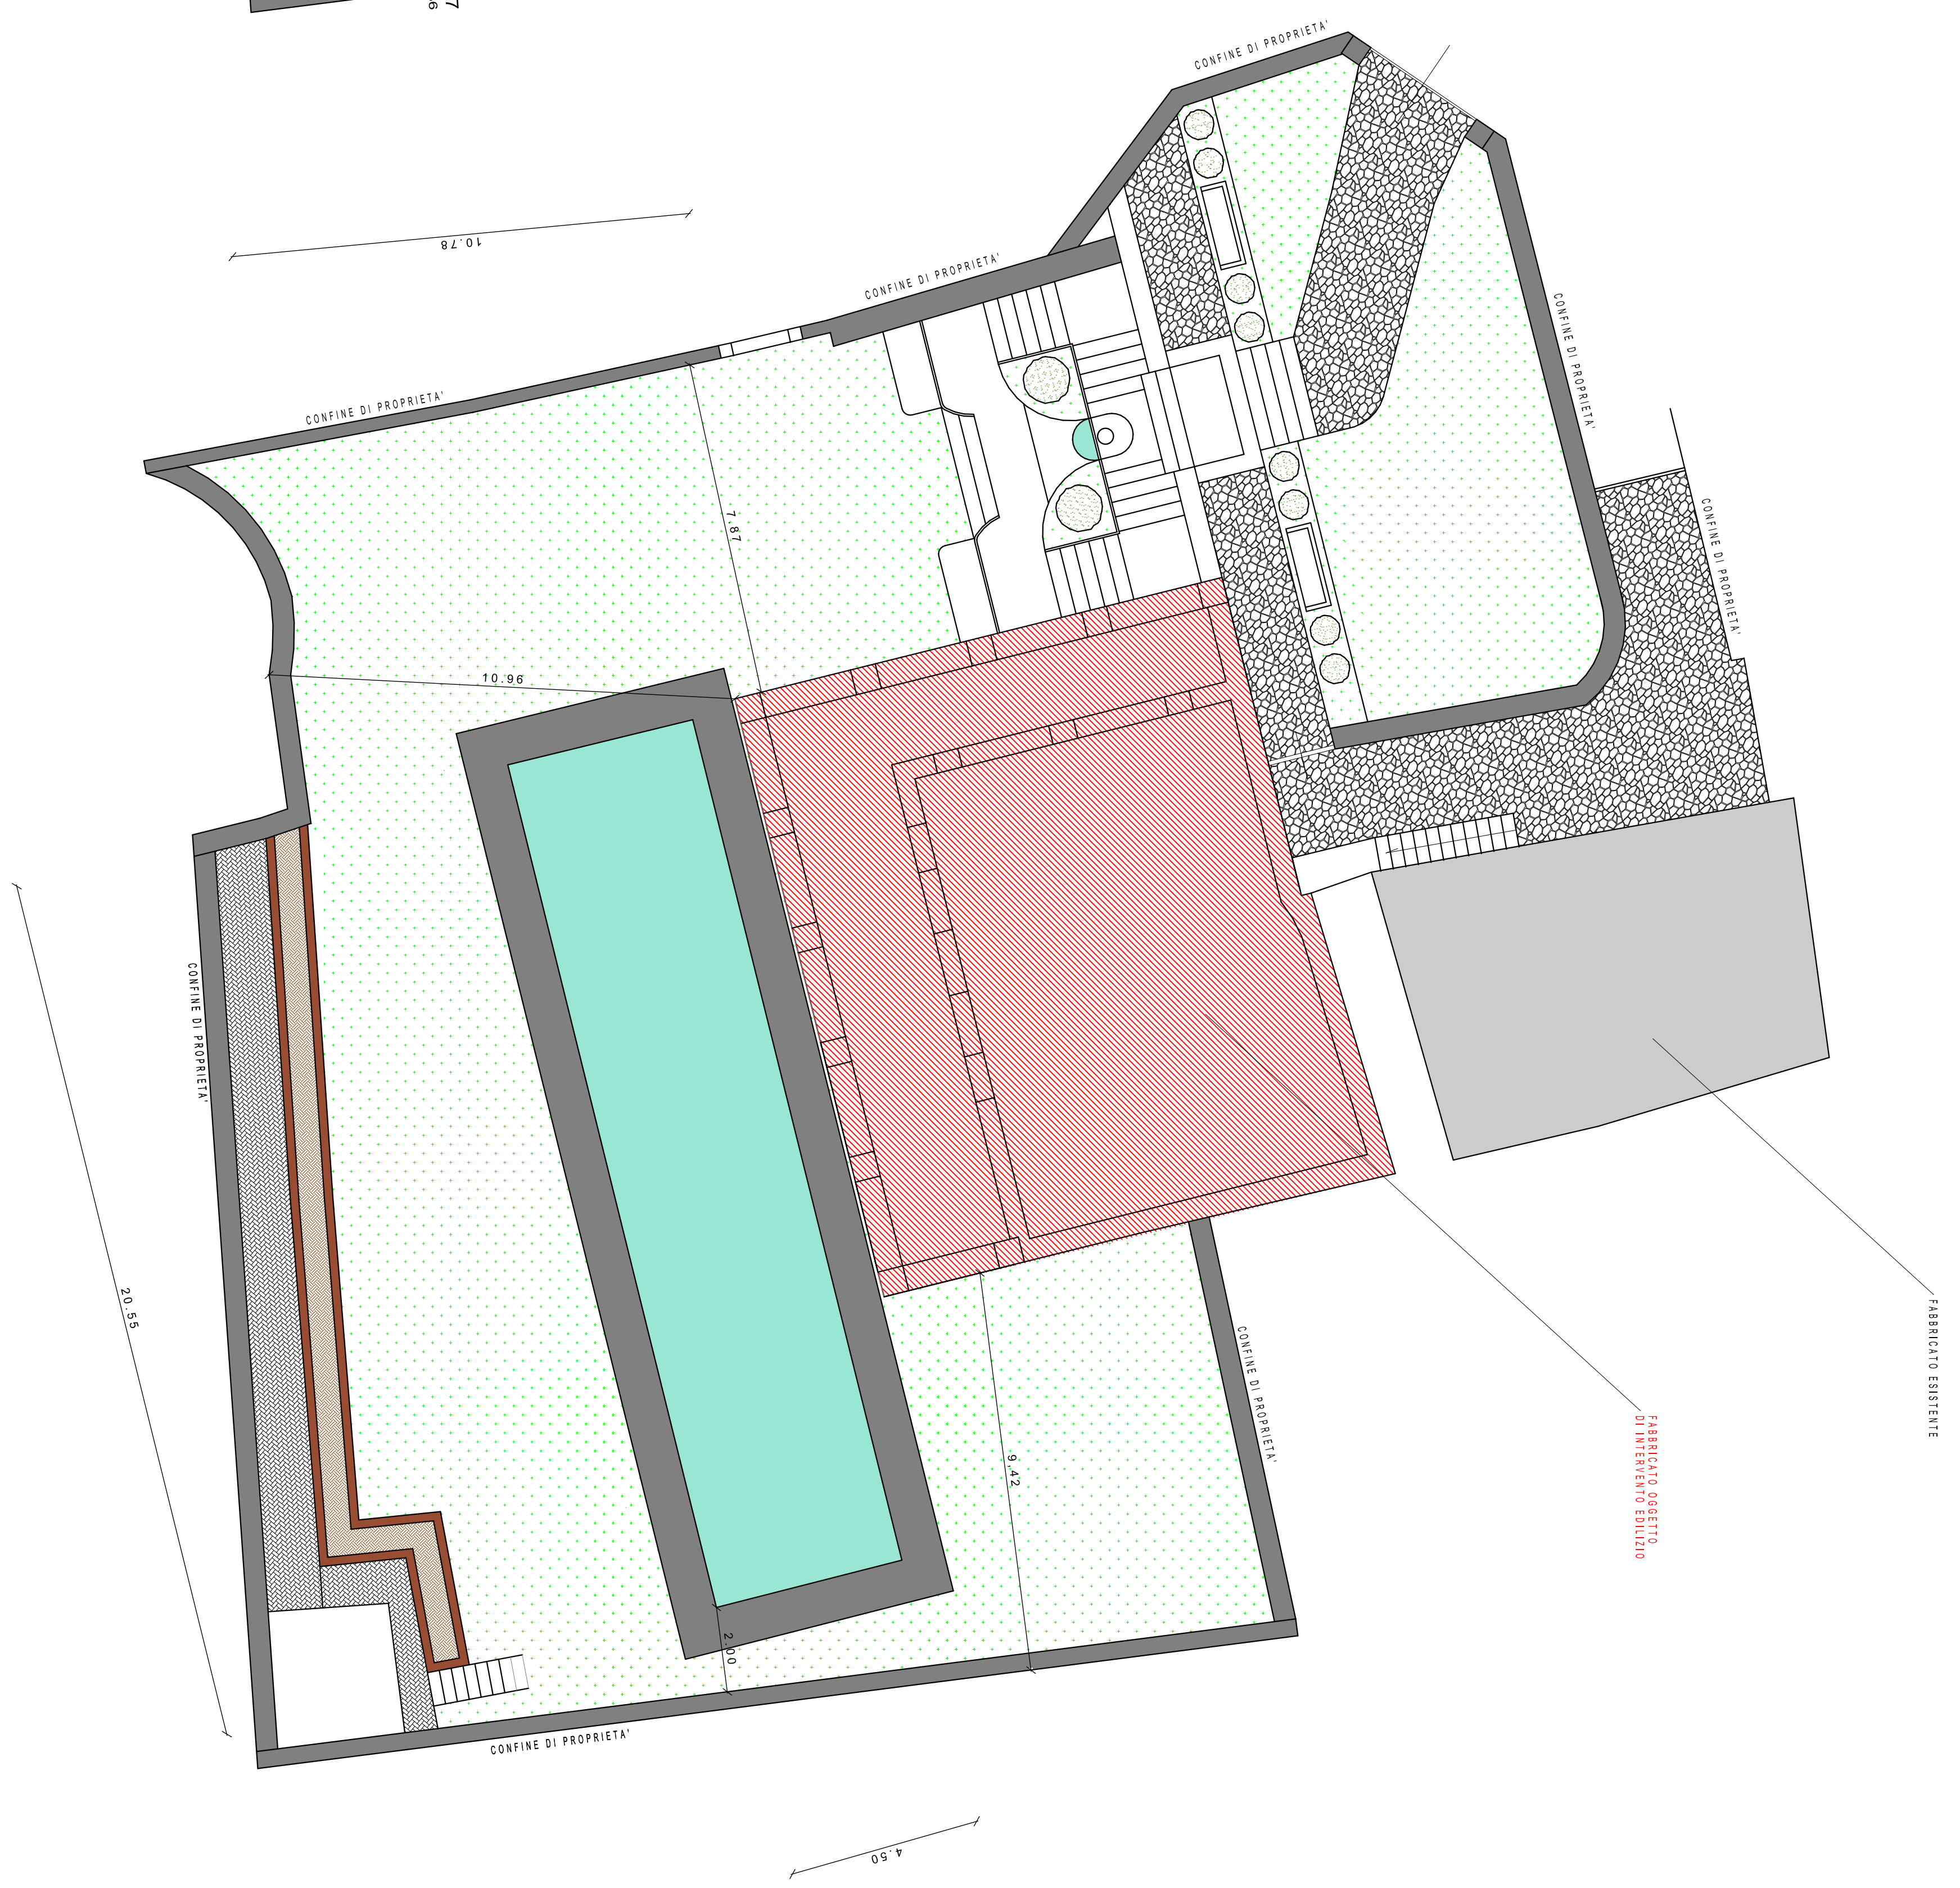 7
CONFINE DI PROPRIETA'
10.78
CONFINE DI PROPRIETA'
CONFINE DI PROPRIETA'
CONFINE DI PROPRIETA'
CONFINE DI PROPRIETA'
7.87
10.96
CONFINE DI PROPRIETA'
20.55
FABBRICATO ESISTENTE
FABBRICATO OGGETTO
DI INTERVENTO EDILIZIO
CONFINE DI PROPRIETA'
9.42
2.00
CONFINE DI PROPRIETA'
4.50